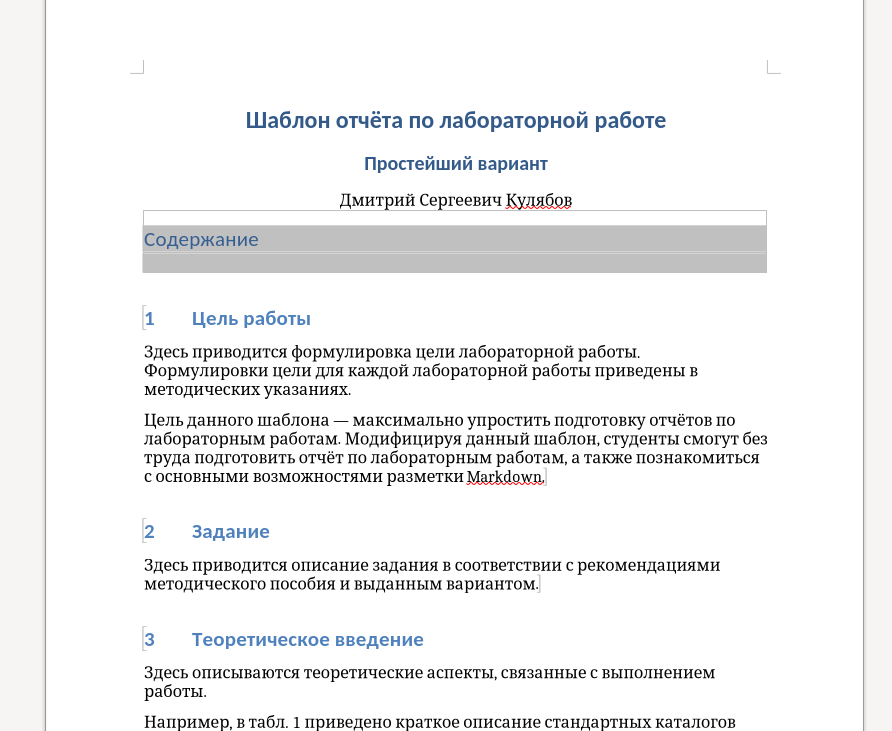 Шаблон отчёта по лабораторной работе
Простейший вариант
Дмитрий Сергеевич Кулябов
Содержание
1 Цель работы
Здесь приводится формулировка цели лабораторной работы.
Формулировки цели для каждой лабораторной работы приведены в
методических указаниях.
Цель данного шаблона — максимально упростить подготовку отчётов по
лабораторным работам. Модифицируя данный шаблон, студенты смогут без
труда подготовить отчёт по лабораторным работам, а также познакомиться
с основными возможностями разметки Markdown.
2 Задание
Здесь приводится описание задания в соответствии с рекомендациями
методического пособия и выданным вариантом.
3 Теоретическое введение
Здесь описываются теоретические аспекты, связанные с выполнением
работы.
Например, в табл. 1 приведено краткое описание стандартных каталогов